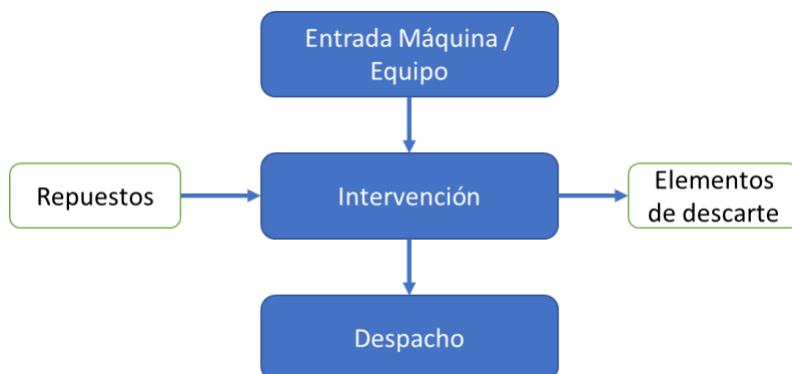 Entrada Máquina /
Equipo
Repuestos
Intervención
Elementos
de descarte
Despacho